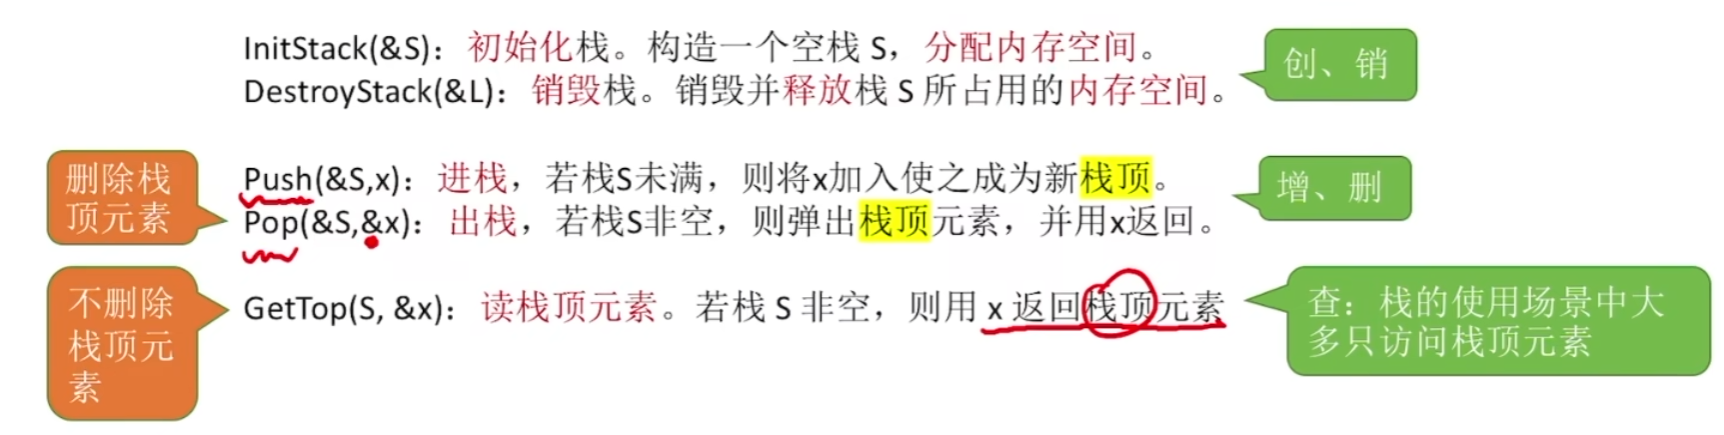 InitStack(&S)：初始化栈。构造一个空栈 S，分配内存空间。
DestroyStack(&L)：销毁栈。销毁并释放栈 S 所占用的内存空间。
创、销
删除栈
顶元素
Push(&S,x)：进栈，若栈S未满，则将x加入使之成为新栈顶。
Pop(&S,&x)：出栈，若栈S非空，则弹出栈顶元素，并用x返回。
增、删
不删除
栈顶元
素
GetTop(S, &x)：读栈顶元素。若栈 S 非空，则用 x 返回栈顶元素
查：栈的使用场景中大
多只访问栈顶元素